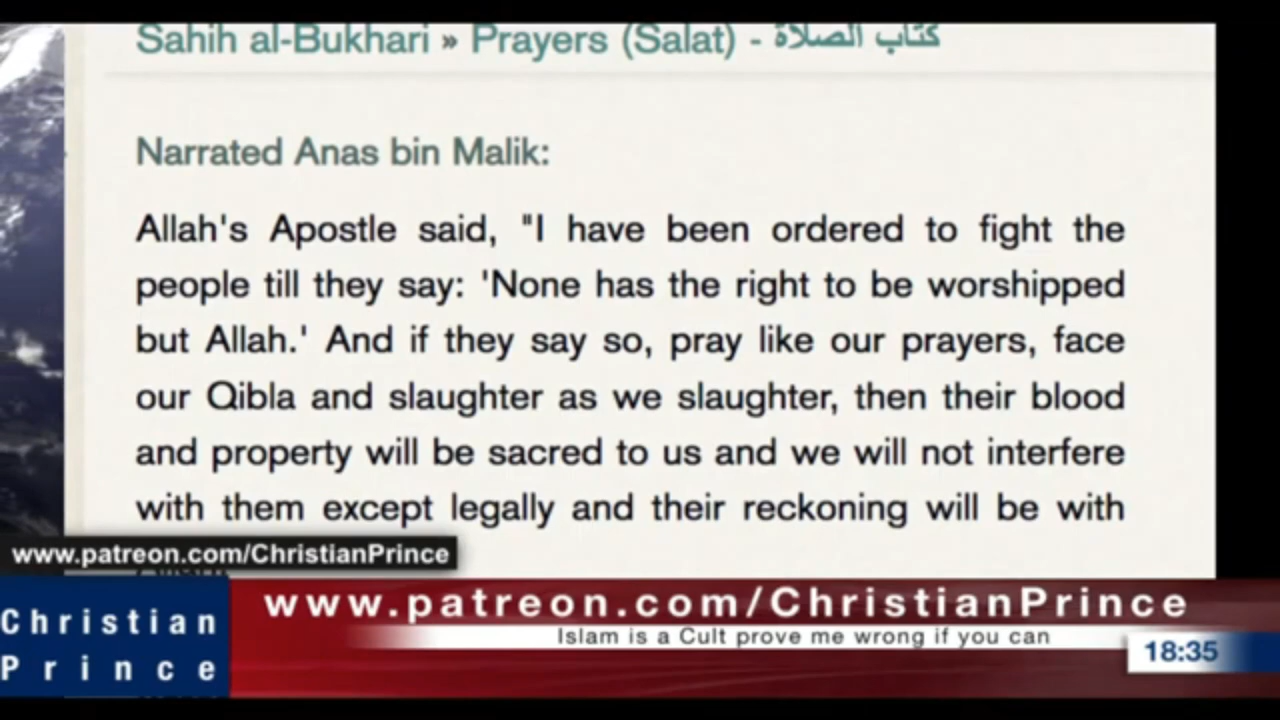 Sahih al-Bukhari » Prayers (Salat) - كتاب الصلاة
Narrated Anas bin Malik:
Allah's Apostle said, "I have been ordered to fight the
people till they say: 'None has the right to be worshipped
but Allah.' And if they say so, pray like our prayers, face
our Qibla and slaughter as we slaughter, then their blood
and property will be sacred to us and we will not interfere
with them except legally and their reckoning will be with
www.patreon.com/ChristianPrince
www.patreon.com/ChristianPrince
Islam is a Cult prove me wrong if you can
Christian
Prince
18:35